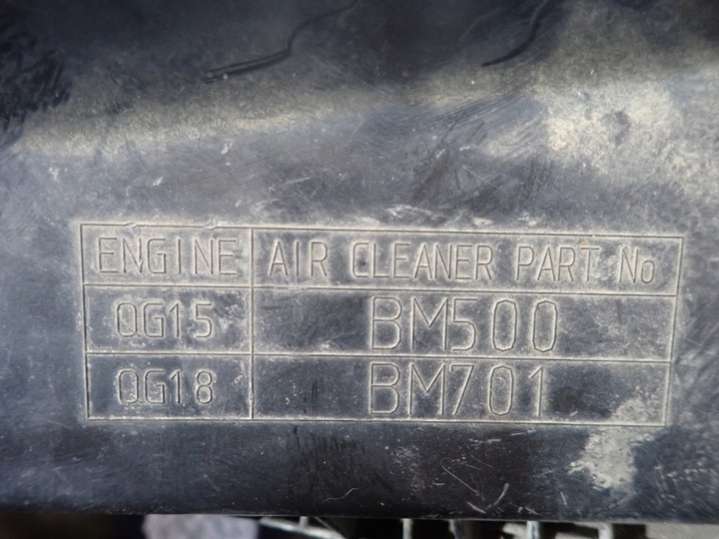 ENGINE AIR CLEANER PART No
QG15 BM500
QG18 BM701